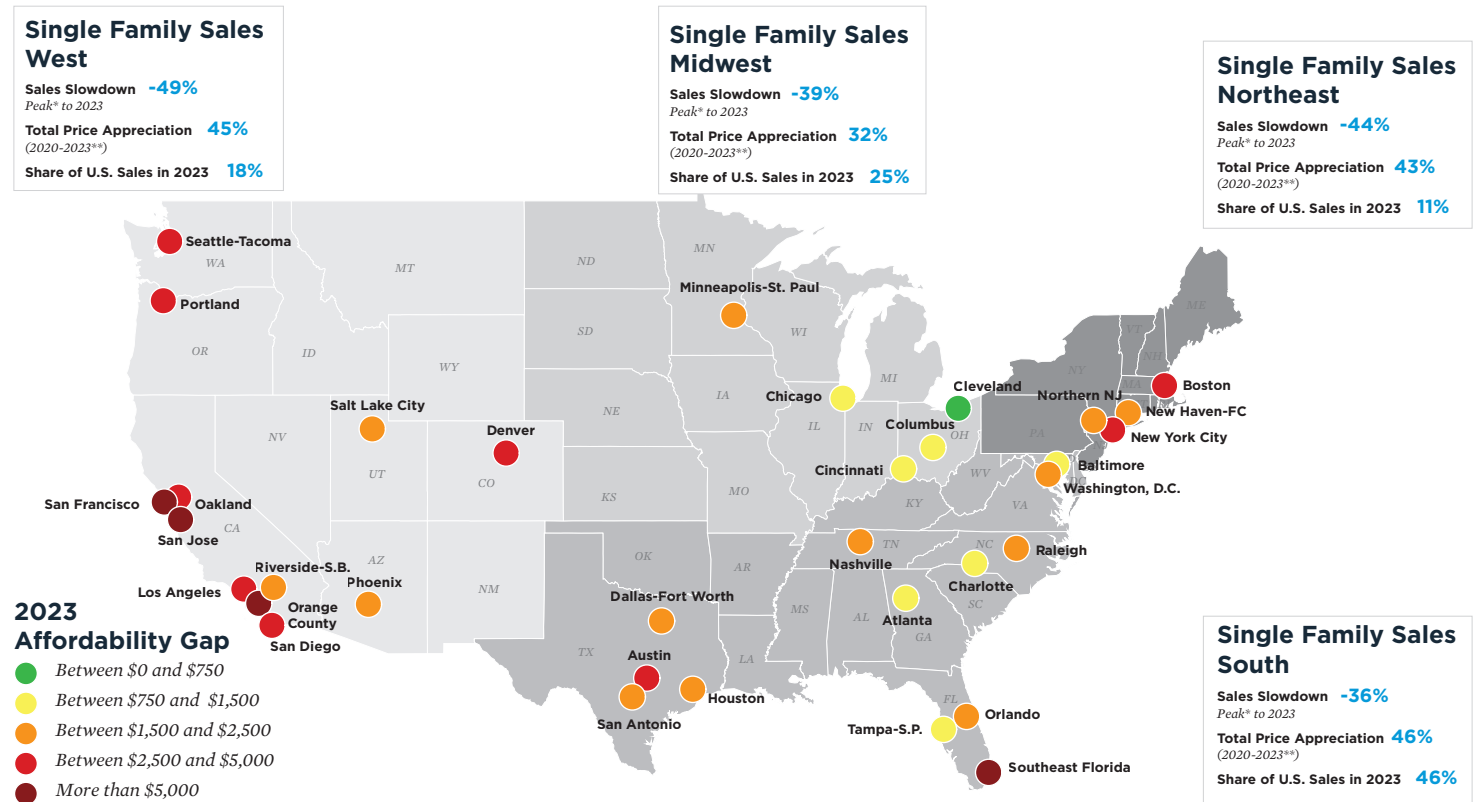 Single Family Sales
West
Sales Slowdown -49%
Peak* to 2023
Total Price Appreciation 45%
(2020-2023**)
Share of U.S. Sales in 2023 18%
Single Family Sales
Midwest
Sales Slowdown -39%
Peak* to 2023
Total Price Appreciation 32%
(2020-2023**)
Share of U.S. Sales in 2023 25%
Single Family Sales
Northeast
Sales Slowdown -44%
Peak* to 2023
Total Price Appreciation 43%
(2020-2023**)
Share of U.S. Sales in 2023 11%
Seattle-Tacoma
WA
MT
ND
MN
Minneapolis-St. Paul
ME
Portland
OR
ID
WY
SD
WI
MI
VT
NH
NY
MA
Boston
Salt Lake City
NV
UT
Denver
CO
NE
IA
Chicago
IL
IN
Cleveland
Columbus
OH
Cincinnati
PA
Northern NJ
New Haven-FC
New York City
Baltimore
Washington, D.C.
WV
VA
KY
San Francisco
Oakland
San Jose
CA
KS
MO
AZ
NM
OK
AR
TN
Nashville
NC
Raleigh
Charlotte
SC
Riverside-S.B.
Phoenix
Los Angeles
Orange
County
San Diego
Dallas-Fort Worth
TX
Austin
San Antonio
Houston
LA
MS
AL
Atlanta
GA
FL
Orlando
Tampa-S.P.
Southeast Florida
2023
Affordability Gap
Between $0 and $750
Between $750 and $1,500
Between $1,500 and $2,500
Between $2,500 and $5,000
More than $5,000
Single Family Sales
South
Sales Slowdown -36%
Peak* to 2023
Total Price Appreciation 46%
(2020-2023**)
Share of U.S. Sales in 2023 46%